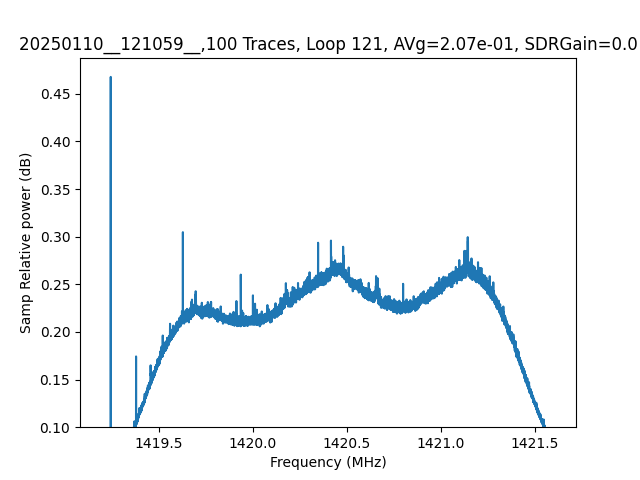 20250110__121059__,100 Traces, Loop 121, AVg=2.07e-01, SDRGain=0.0
Samp Relative power (dB)
0.45
0.40
0.35
0.30
0.25
0.20
0.15
0.10
1419.5 1420.0 1420.5 1421.0 1421.5
Frequency (MHz)